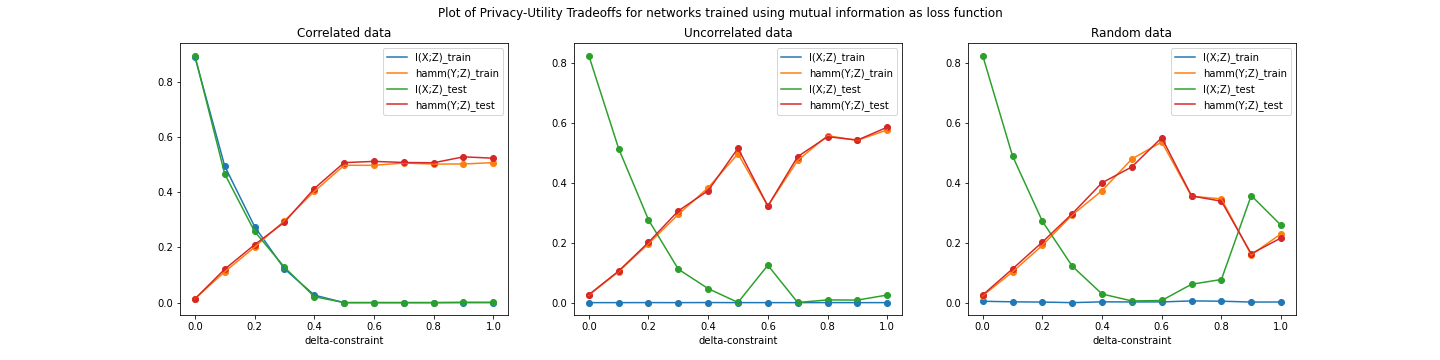 Plot of Privacy-Utility Tradeoffs for networks trained using mutual information as loss function
Correlated data
I(X;Z)_train
hamm(Y;Z)_train
I(X;Z)_test
hamm(Y;Z)_test
0.8
0.6
0.4
0.2
0.0
0.0 0.2 0.4 0.6 0.8 1.0
delta-constraint
Uncorrelated data
I(X;Z)_train
hamm(Y;Z)_train
I(X;Z)_test
hamm(Y;Z)_test
0.8
0.6
0.4
0.2
0.0
0.0 0.2 0.4 0.6 0.8 1.0
delta-constraint
Random data
I(X;Z)_train
hamm(Y;Z)_train
I(X;Z)_test
hamm(Y;Z)_test
0.8
0.6
0.4
0.2
0.0
0.0 0.2 0.4 0.6 0.8 1.0
delta-constraint